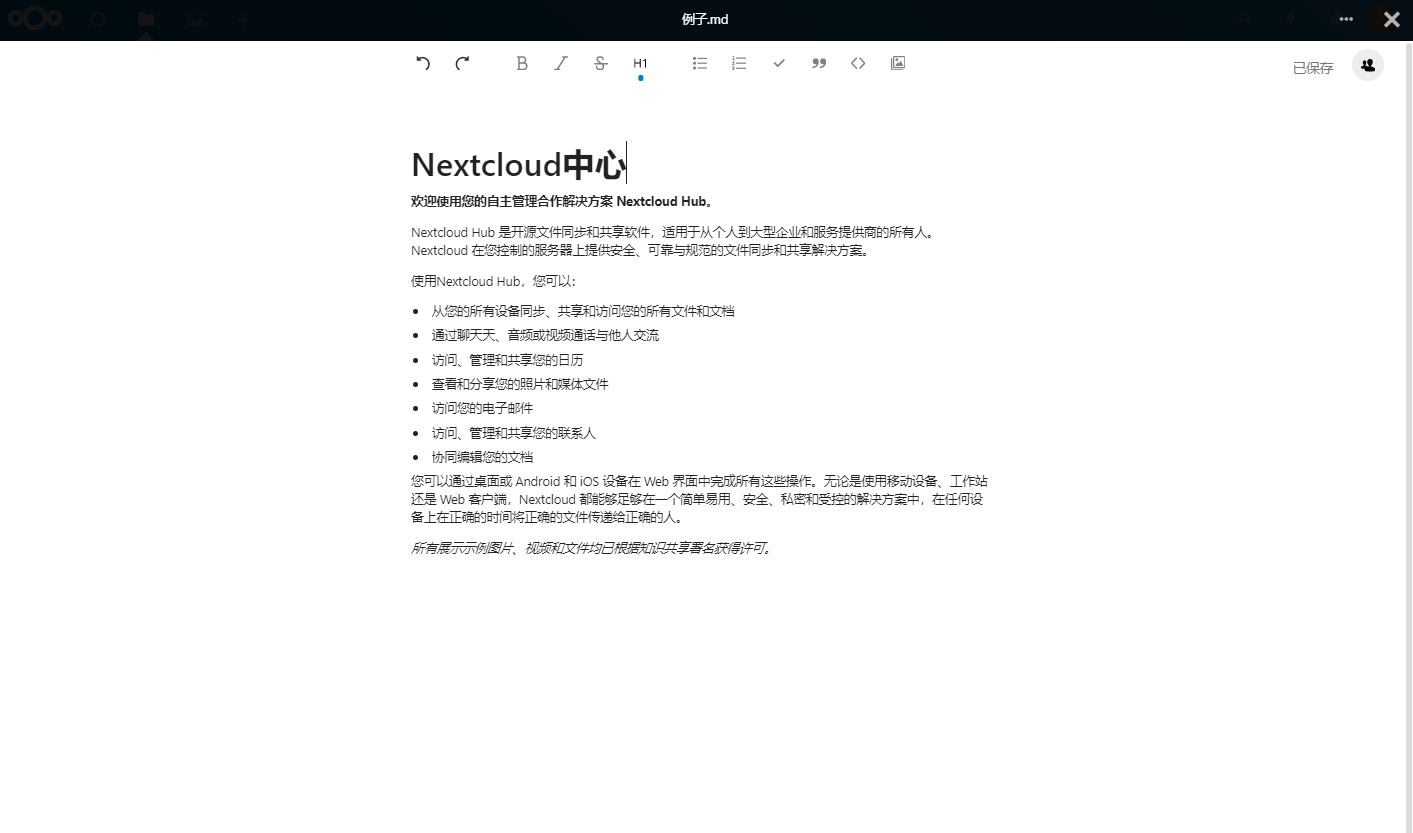 例子.md
H1
已保存
Nextcloud中心
欢迎使用您的自主管理合作解决方案 Nextcloud Hub。
Nextcloud Hub 是开源文件同步和共享软件，适用于从个人到大型企业和服务提供商的所有人。
Nextcloud 在您控制的服务器上提供安全、可靠与规范的文件同步和共享解决方案。
使用Nextcloud Hub，您可以：
• 从您的所有设备同步、共享和访问您的所有文件和文档
• 通过聊天天、音频或视频通话与他人交流
• 访问、管理和共享您的日历
• 查看和分享您的照片和媒体文件
• 访问您的电子邮件
• 访问、管理和共享您的联系人
• 协同编辑您的文档
您可以通过桌面或 Android 和 iOS 设备在 Web 界面中完成所有这些操作。无论是使用移动设备、工作站
还是 Web 客户端，Nextcloud 都能够足够在一个简单易用、安全、私密和受控的解决方案中，在任何设
备上在正确的时间将正确的文件传递给正确的人。
所有展示示例图片、视频和文件均已根据知识共享署名获得许可。